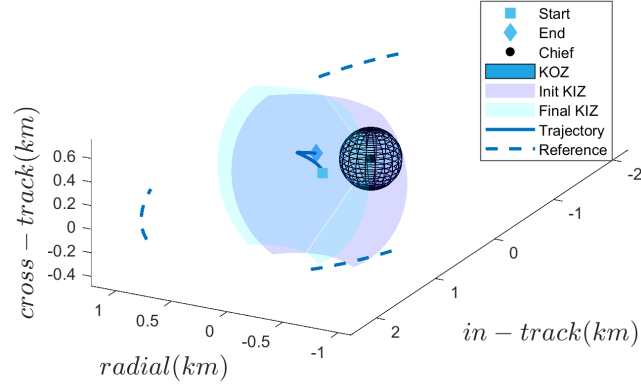 Start
End
Chief
KOZ
Init KIZ
Final KIZ
Trajectory
Reference
cross − track(km)
0.6
0.4
0.2
0
-0.2
-0.4
1
0.5
0
-0.5
-1
radial(km)
2
1
0
-1
-2
in − track(km)